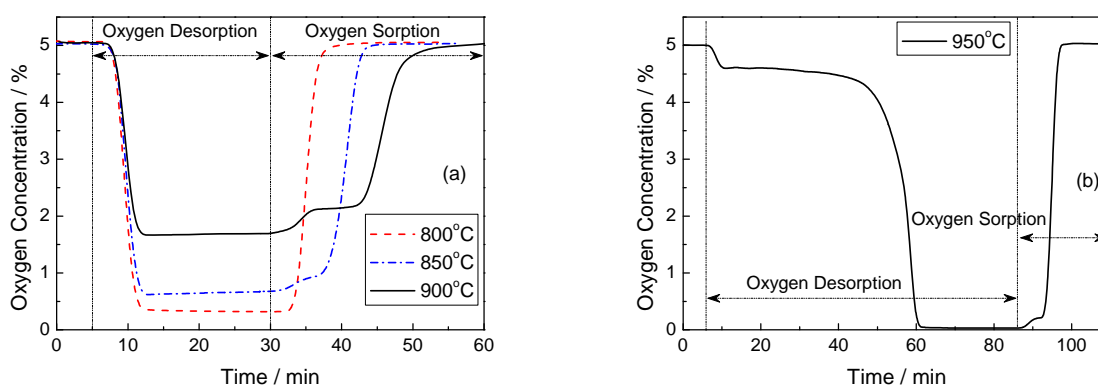 Oxygen Desorption Oxygen Sorption
5
4
3
2
1
0
Oxygen Concentration / %
(a)
800°C
850°C
900°C
0 10 20 30 40 50 60
Time / min
950°C
5
4
3
2
1
0
Oxygen Concentration / %
(b)
Oxygen Sorption
Oxygen Desorption
0 20 40 60 80 100
Time / min